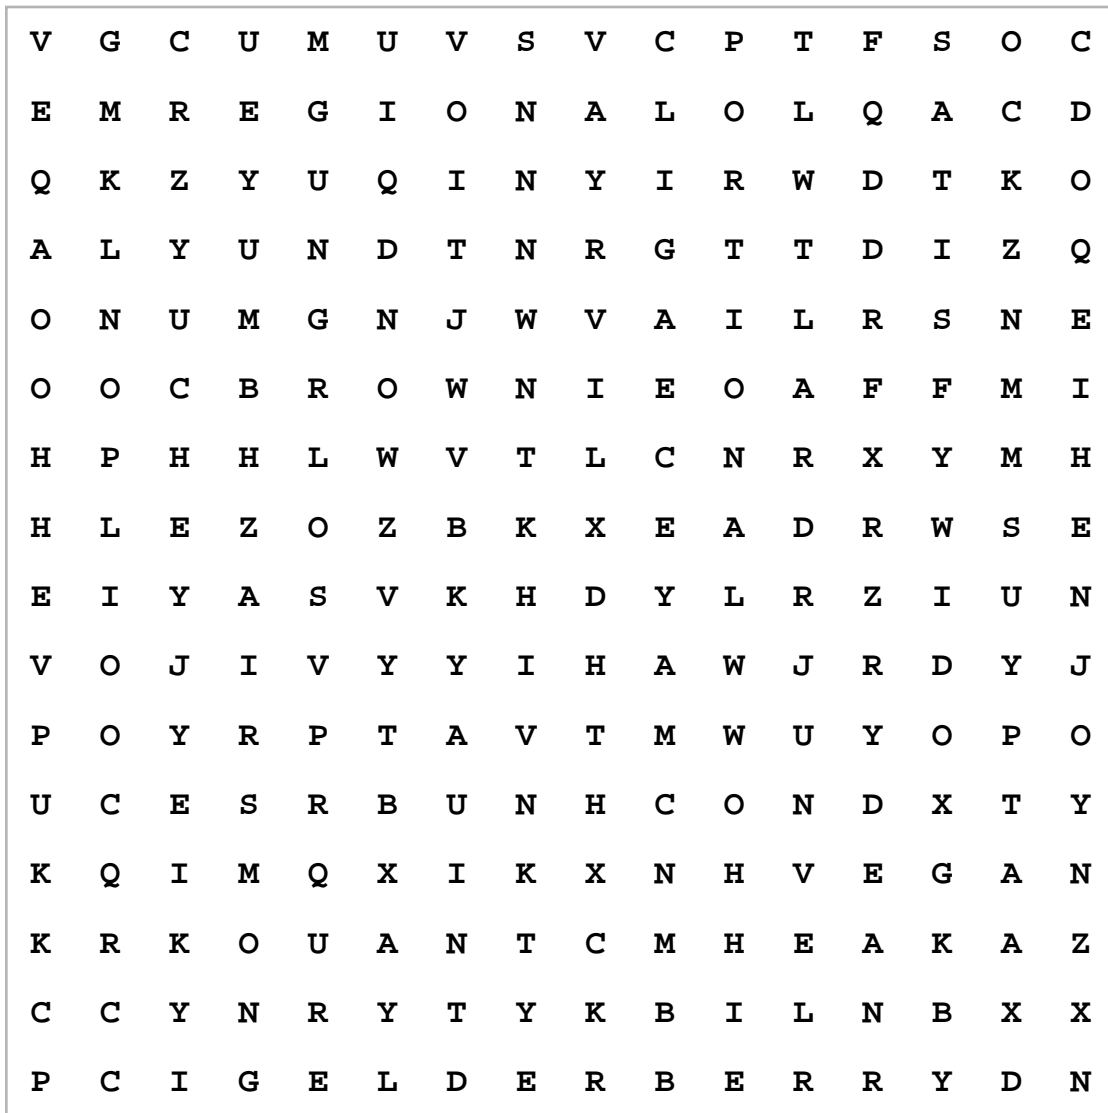 V G C U M U V S V C P T F S O C
E M R E G I O N A L O L Q A C D
Q K Z Y U Q I N Y I R W D T K O
A L Y U N D T N R G T T D I Z Q
O N U M G N J W V A I L R S N E
O O C B R O W N I E O A F F M I
H P H H L W V T L C N R X Y M H
H L E Z O Z B K X E A D R W S E
E I Y A S V K H D Y L R Z I U N
V O J I V Y Y I H A W J R D Y J
P O Y R P T A V T M W U Y O P O
U C E S R B U N H C O N D X T Y
K Q I M Q X I K X N H V E G A N
K R K O U A N T C M H E A K A Z
C C Y N R Y T Y K B I L N B X X
P C I G E L D E R B E R R Y D N